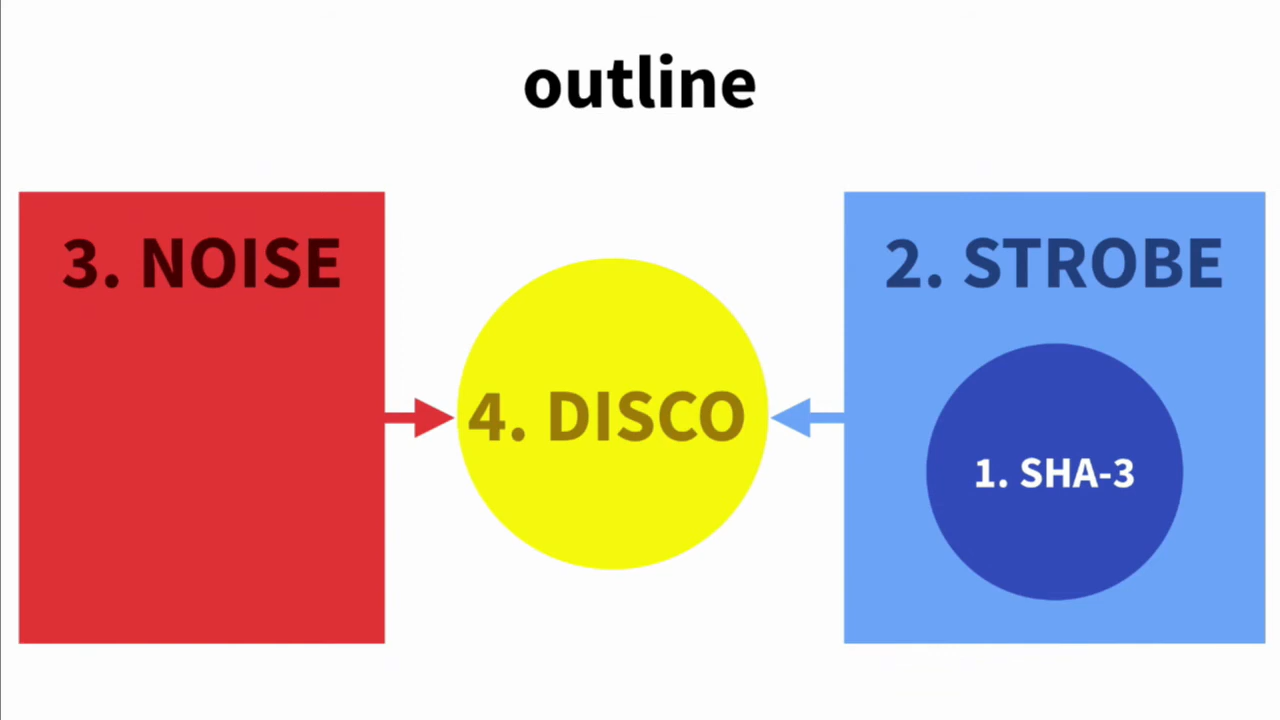 outline
3. NOISE
4. DISCO
2. STROBE
1. SHA-3